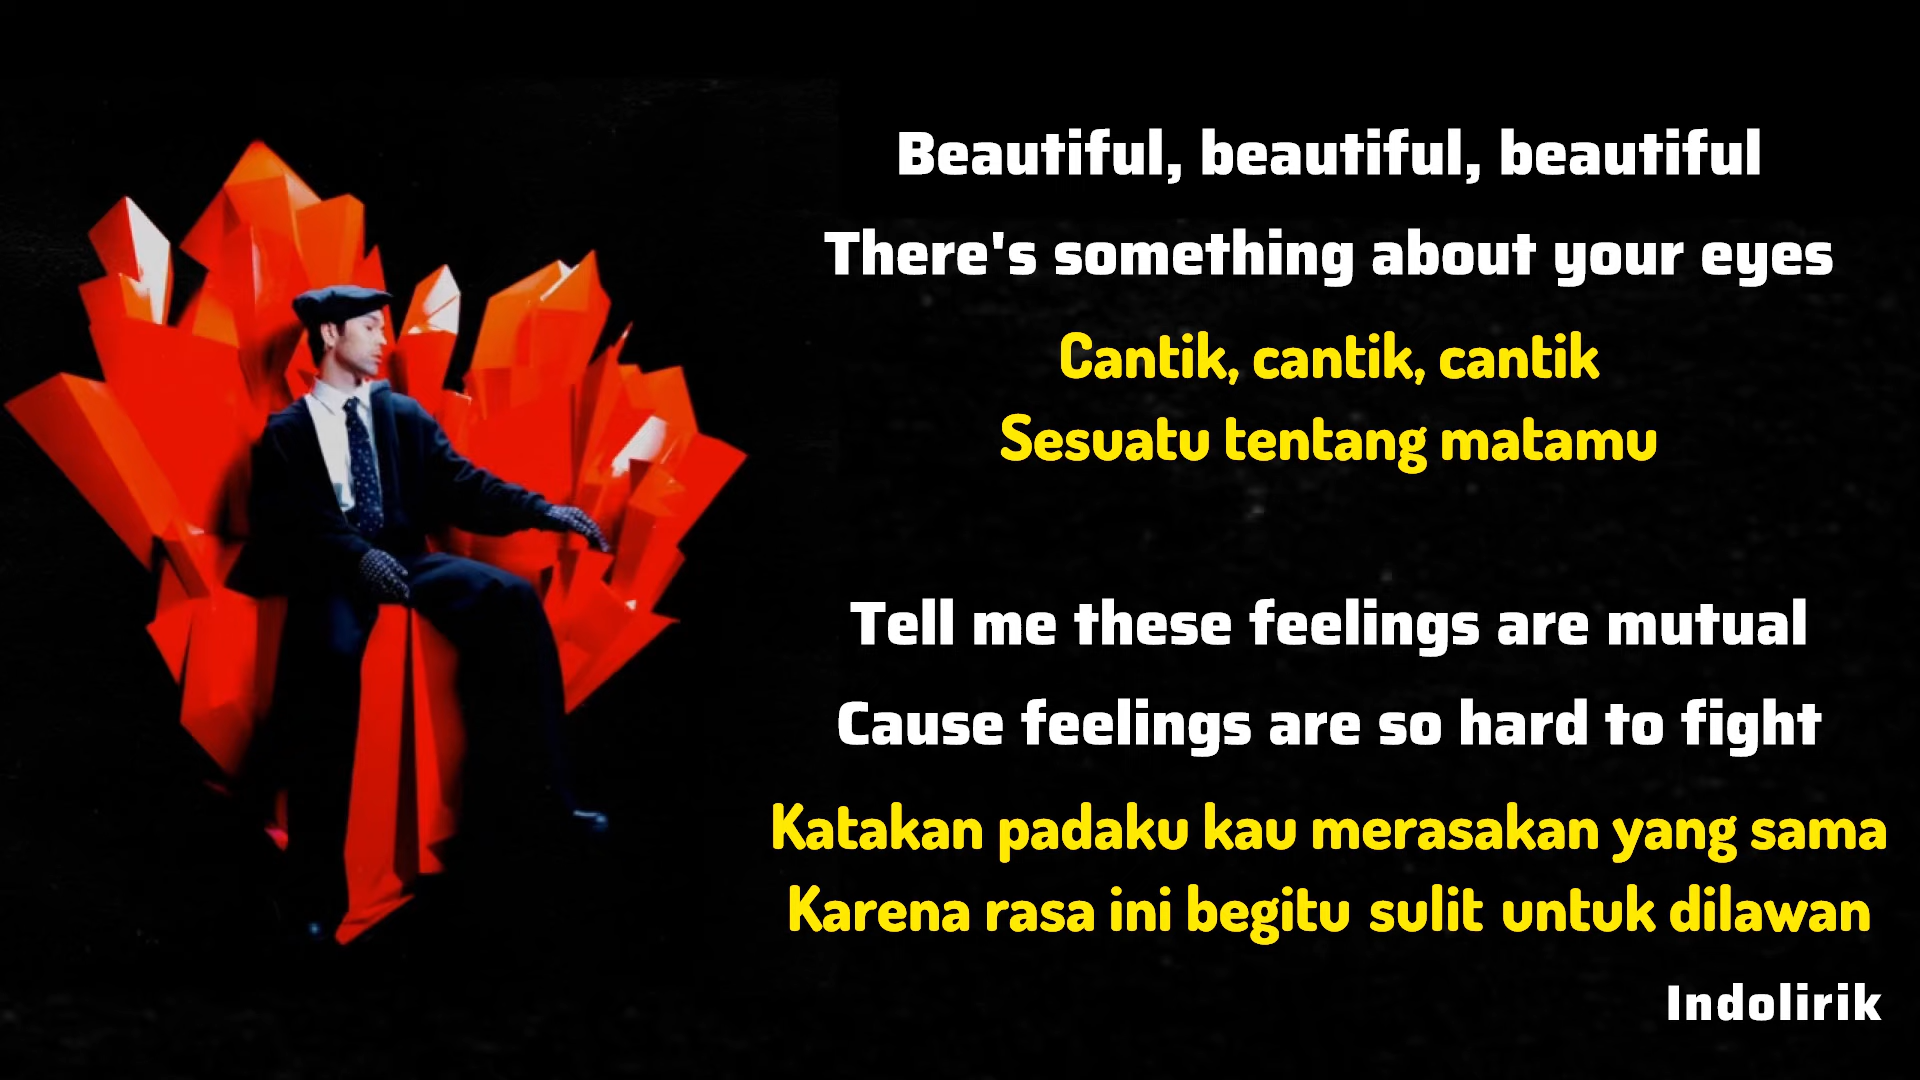 Beautiful, beautiful, beautiful
There's something about your eyes
Cantik, cantik, cantik
Sesuatu tentang matamu
Tell me these feelings are mutual
Cause feelings are so hard to fight
Katakan padaku kau merasakan yang sama
Karena rasa ini begitu sulit untuk dilawan
Indolirik